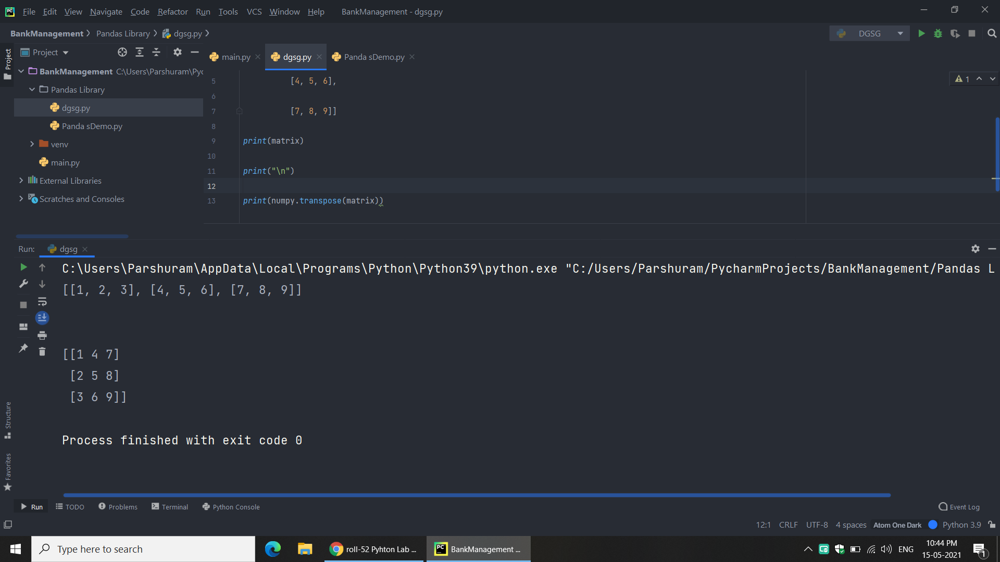 File Edit View Navigate Code Refactor Run Tools VCS Window Help BankManagement - dgsg.py
BankManagement Pandas Library dgsg.py DGSG
Project
Project
main.py dgsg.py Panda sDemo.py
BankManagement C:\Users\Parshuram\Pyc
Pandas Library
dgsg.py
Panda sDemo.py
venv
main.py
External Libraries
Scratches and Consoles
1
5 [4, 5, 6],
6
7 [7, 8, 9]]
8
9 print(matrix)
10
11 print("\n")
12
13 print(numpy.transpose(matrix))
Run: dgsg
C:\Users\Parshuram\AppData\Local\Programs\Python\Python39\python.exe "C:/Users/Parshuram/PycharmProjects/BankManagement/Pandas L
[[1, 2, 3], [4, 5, 6], [7, 8, 9]]
[[1 4 7]
[2 5 8]
[3 6 9]]
Process finished with exit code 0
Structure
Favorites
Run TODO Problems Terminal Python Console Event Log
12:1 CRLF UTF-8 4 spaces Atom One Dark Python 3.9
Type here to search
roll-52 Pyhton Lab ...
PC BankManagement ...
ENG
10:44 PM
15-05-2021
1